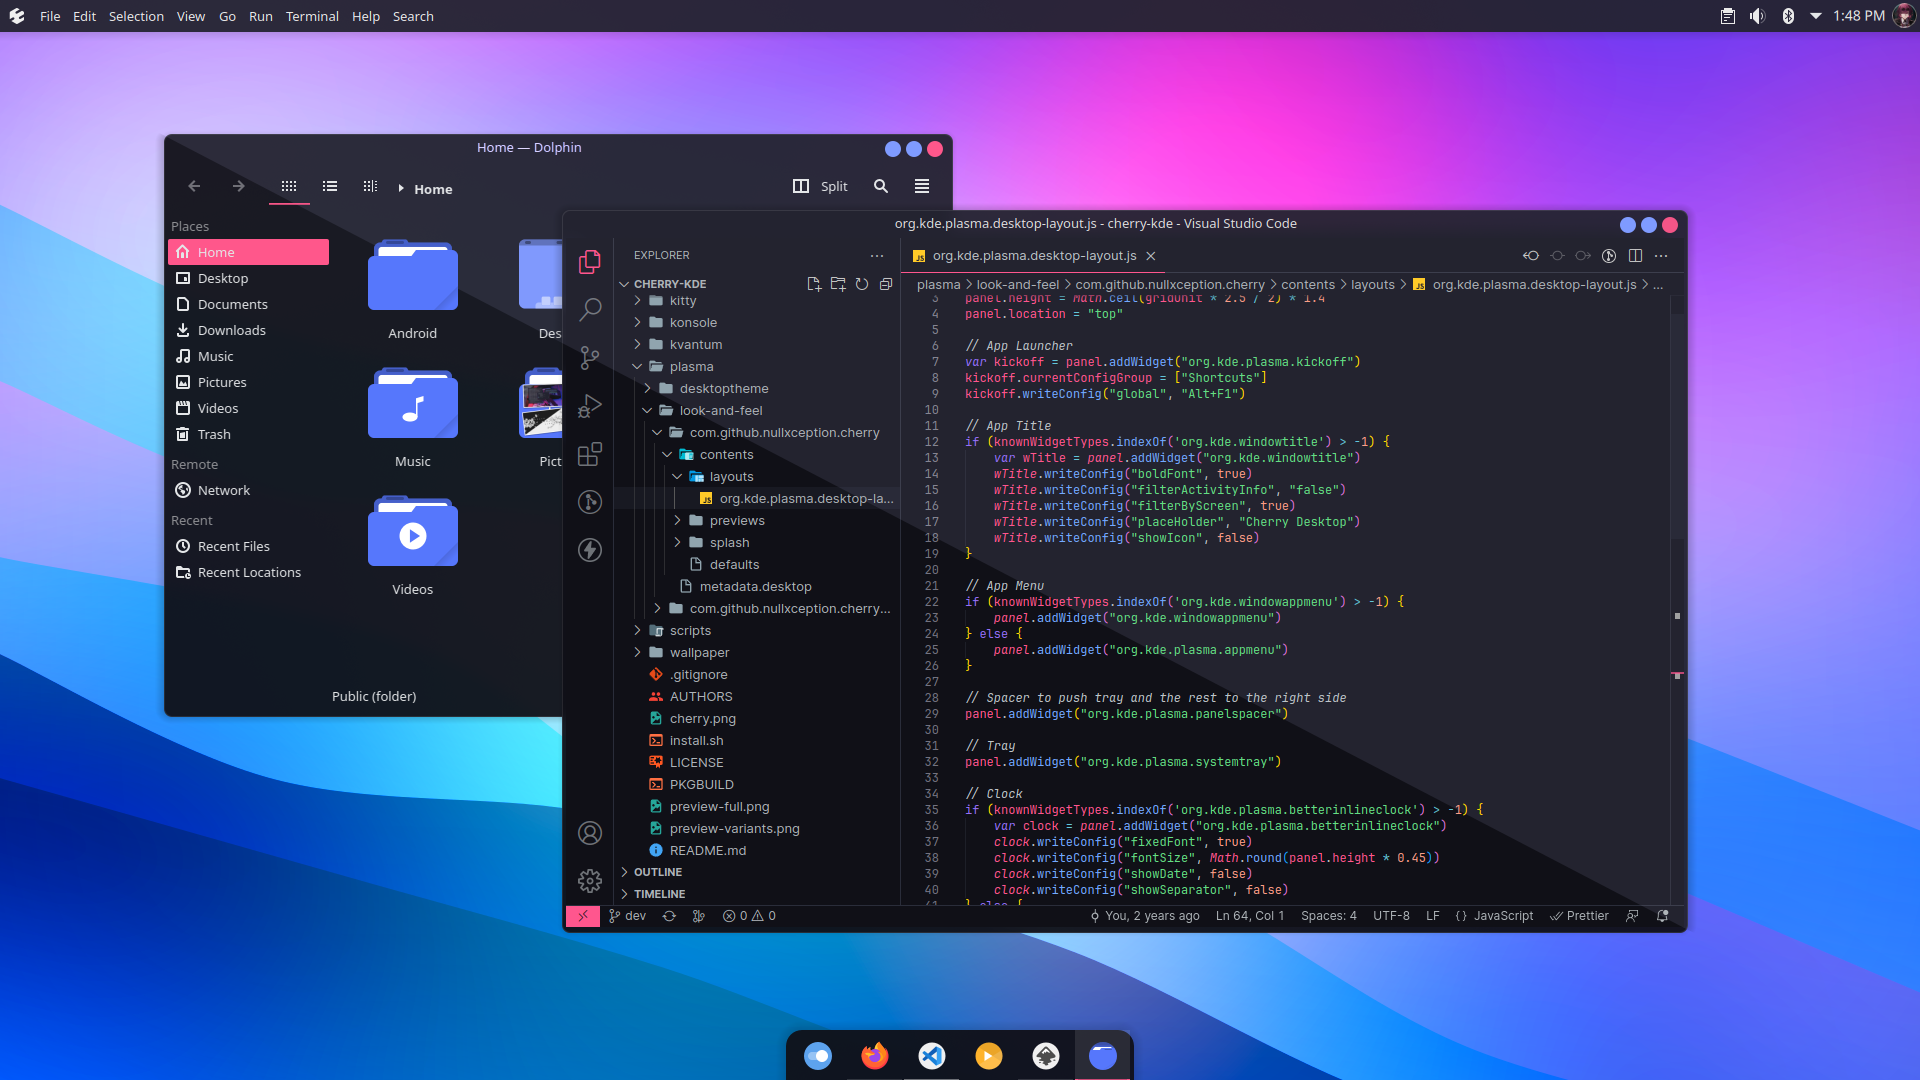 File Edit Selection View Go Run Terminal Help Search
1:48 PM
Home — Dolphin
Home
Split
Places
Home
Desktop
Documents
Downloads
Music
Pictures
Videos
Trash
Remote
Network
Recent
Recent Files
Recent Locations
Android
Des
Music
Pict
Videos
Public (folder)
org.kde.plasma.desktop-layout.js - cherry-kde - Visual Studio Code
EXPLORER
CHERRY-KDE
kitty
konsole
kvantum
plasma
desktoptheme
look-and-feel
com.github.nullxception.cherry
contents
layouts
JS org.kde.plasma.desktop-la...
previews
splash
defaults
metadata.desktop
com.github.nullxception.cherry...
scripts
wallpaper
.gitignore
AUTHORS
cherry.png
install.sh
LICENSE
PKGBUILD
preview-full.png
preview-variants.png
README.md
OUTLINE
TIMELINE
JS org.kde.plasma.desktop-layout.js
plasma > look-and-feel > com.github.nullxception.cherry > contents > layouts > JS org.kde.plasma.desktop-layout.js > ...
3 panel.height = Math.ceil(gridUnit * 2.5 / 2) * 1.4
4 panel.location = "top"
5
6 // App Launcher
7 var kickoff = panel.addWidget("org.kde.plasma.kickoff")
8 kickoff.currentConfigGroup = ["Shortcuts"]
9 kickoff.writeConfig("global", "Alt+F1")
10
11 // App Title
12 if (knownWidgetTypes.indexOf('org.kde.windowtitle') > -1) {
13 var wTitle = panel.addWidget("org.kde.windowtitle")
14 wTitle.writeConfig("boldFont", true)
15 wTitle.writeConfig("filterActivityInfo", "false")
16 wTitle.writeConfig("filterByScreen", true)
17 wTitle.writeConfig("placeHolder", "Cherry Desktop")
18 wTitle.writeConfig("showIcon", false)
19 }
20
21 // App Menu
22 if (knownWidgetTypes.indexOf('org.kde.windowappmenu') > -1) {
23 panel.addWidget("org.kde.windowappmenu")
24 } else {
25 panel.addWidget("org.kde.plasma.appmenu")
26 }
27
28 // Spacer to push tray and the rest to the right side
29 panel.addWidget("org.kde.plasma.panelspacer")
30
31 // Tray
32 panel.addWidget("org.kde.plasma.systemtray")
33
34 // Clock
35 if (knownWidgetTypes.indexOf('org.kde.plasma.betterinlineclock') > -1) {
36 var clock = panel.addWidget("org.kde.plasma.betterinlineclock")
37 clock.writeConfig("fixedFont", true)
38 clock.writeConfig("fontSize", Math.round(panel.height * 0.45))
39 clock.writeConfig("showDate", false)
40 clock.writeConfig("showSeparator", false)
41 } else {
dev 0 0 You, 2 years ago Ln 64, Col 1 Spaces: 4 UTF-8 LF {} JavaScript Prettier